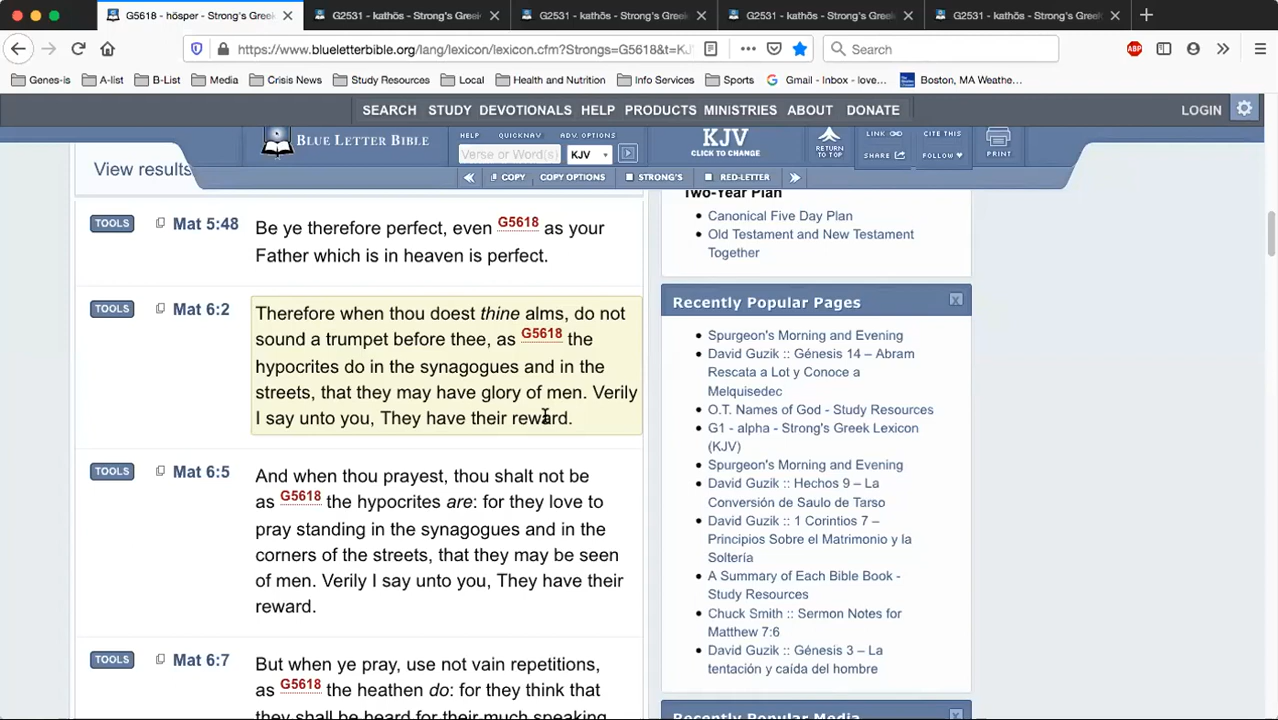 G5618 - hōsper - Strong's Greek
G2531 - kathōs - Strong's Greek
G2531 - kathōs - Strong's Greek
G2531 - kathōs - Strong's Greek
G2531 - kathōs - Strong's Greek
https://www.blueletterbible.org/lang/lexicon/lexicon.cfm?Strongs=G5618&t=KJ
Search
ABP
Genes-is
A-list
B-List
Media
Crisis News
Study Resources
Local
Health and Nutrition
Info Services
Sports
Gmail - Inbox - love...
Boston, MA Weathe...
SEARCH STUDY DEVOTIONALS HELP PRODUCTS MINISTRIES ABOUT DONATE
LOGIN
BLUE LETTER BIBLE
HELP QUICKNAV ADV. OPTIONS
Verse or Word(s)
KJV
KJV
CLICK TO CHANGE
RETURN
TO TOP
LINK
SHARE
CITE THIS
FOLLOW
PRINT
COPY COPY OPTIONS STRONG'S RED-LETTER
View results
TOOLS Mat 5:48
Be ye therefore perfect, even G5618 as your
Father which is in heaven is perfect.
TOOLS Mat 6:2
Therefore when thou doest thine alms, do not
sound a trumpet before thee, as G5618 the
hypocrites do in the synagogues and in the
streets, that they may have glory of men. Verily
I say unto you, They have their reward.
TOOLS Mat 6:5
And when thou prayest, thou shalt not be
as G5618 the hypocrites are: for they love to
pray standing in the synagogues and in the
corners of the streets, that they may be seen
of men. Verily I say unto you, They have their
reward.
TOOLS Mat 6:7
But when ye pray, use not vain repetitions,
as G5618 the heathen do: for they think that
they shall be heard for their much speaking
Two-Year Plan
Canonical Five Day Plan
Old Testament and New Testament
Together
Recently Popular Pages
Spurgeon's Morning and Evening
David Guzik :: Génesis 14 – Abram
Rescata a Lot y Conoce a
Melquisedec
O.T. Names of God - Study Resources
G1 - alpha - Strong's Greek Lexicon
(KJV)
Spurgeon's Morning and Evening
David Guzik :: Hechos 9 – La
Conversión de Saulo de Tarso
David Guzik :: 1 Corintios 7 –
Principios Sobre el Matrimonio y la
Soltería
A Summary of Each Bible Book -
Study Resources
Chuck Smith :: Sermon Notes for
Matthew 7:6
David Guzik :: Génesis 3 – La
tentación y caída del hombre
Recently Popular Media